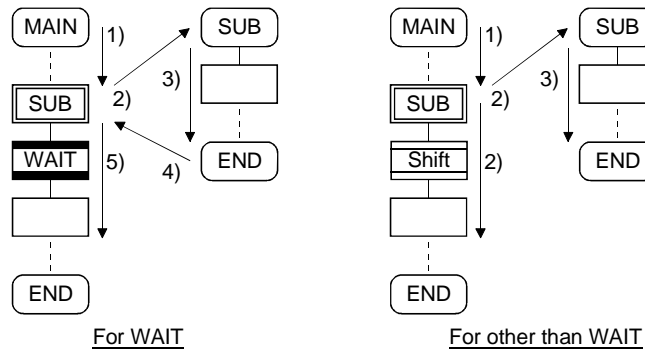 MAIN
1)
SUB
2)
3)
SUB
WAIT
5)
4)
END
END
For WAIT
MAIN
1)
SUB
2)
3)
SUB
Shift
2)
END
END
For other than WAIT